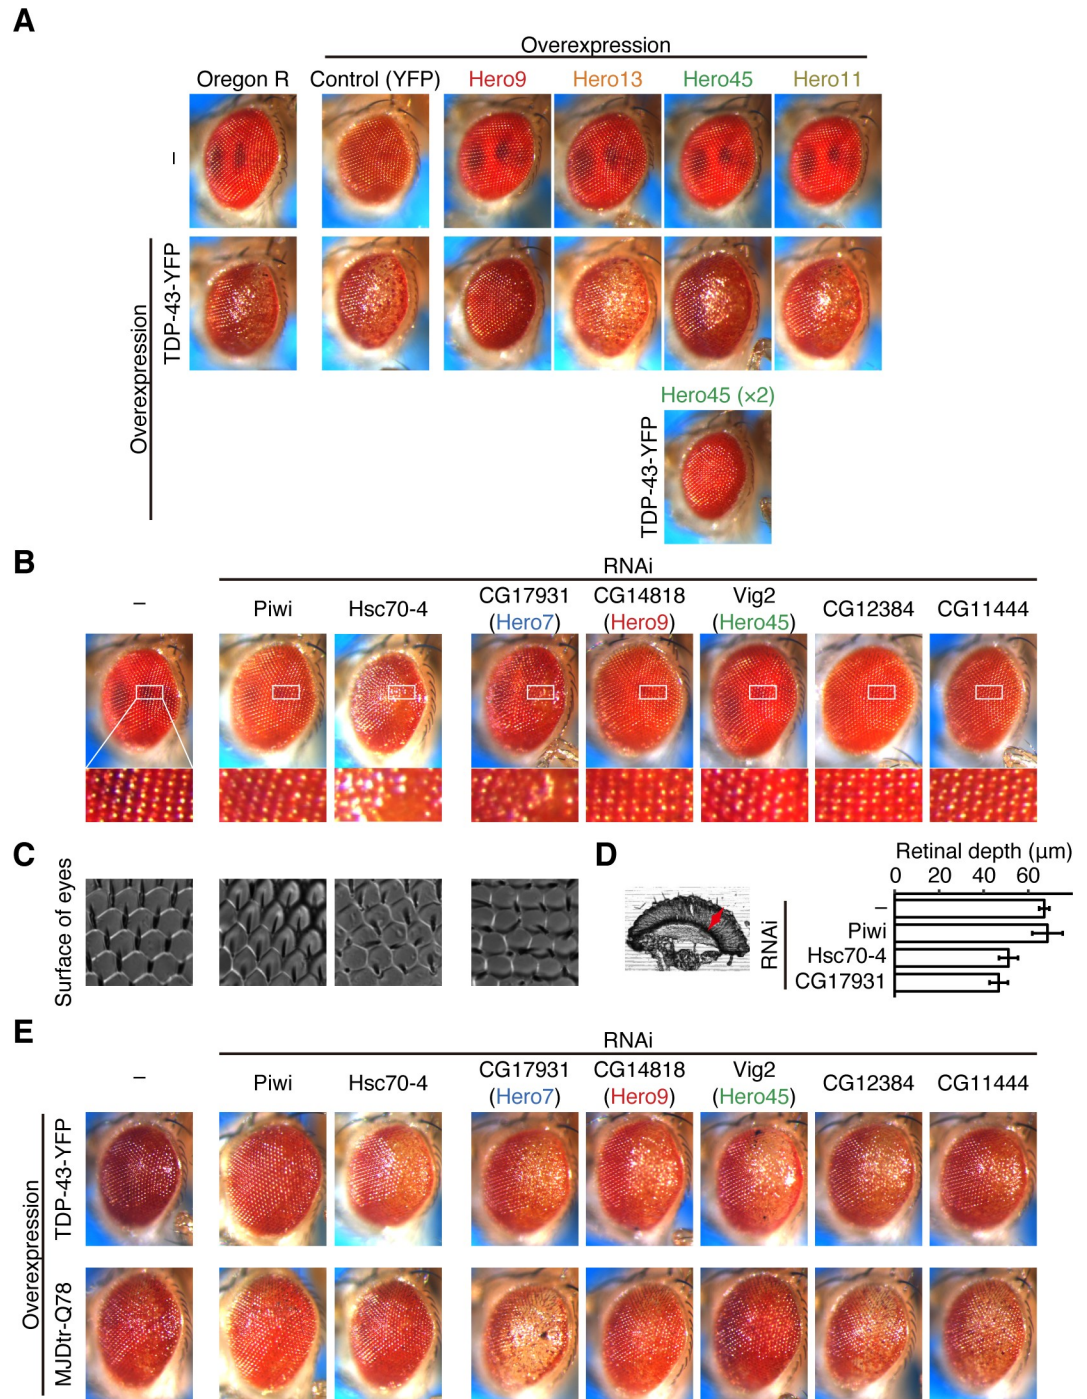 A
Overexpression
Oregon R Control (YFP) Hero9 Hero13 Hero45 Hero11
–
Overexpression
TDP-43-YFP
Hero45 (×2)
TDP-43-YFP
B
RNAi
– Piwi Hsc70-4 CG17931 (Hero7) CG14818 (Hero9) Vig2 (Hero45) CG12384 CG11444
C
Surface of eyes
D
Retinal depth (μm)
0 20 40 60
RNAi
–
Piwi
Hsc70-4
CG17931
E
RNAi
– Piwi Hsc70-4 CG17931 (Hero7) CG14818 (Hero9) Vig2 (Hero45) CG12384 CG11444
Overexpression
TDP-43-YFP
MJDtr-Q78